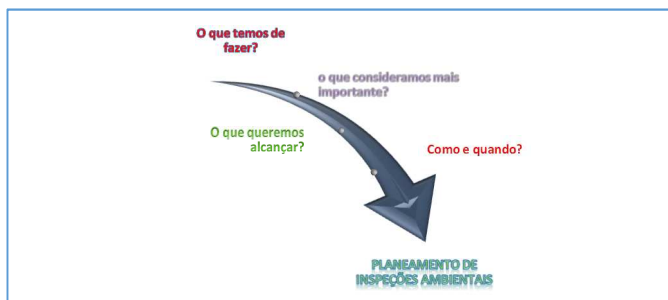 O que temos de
fazer?
o que consideramos mais
importante?
O que queremos
alcançar?
Como e quando?
PLANEAMENTO DE
INSPEÇÕES AMBIENTAIS